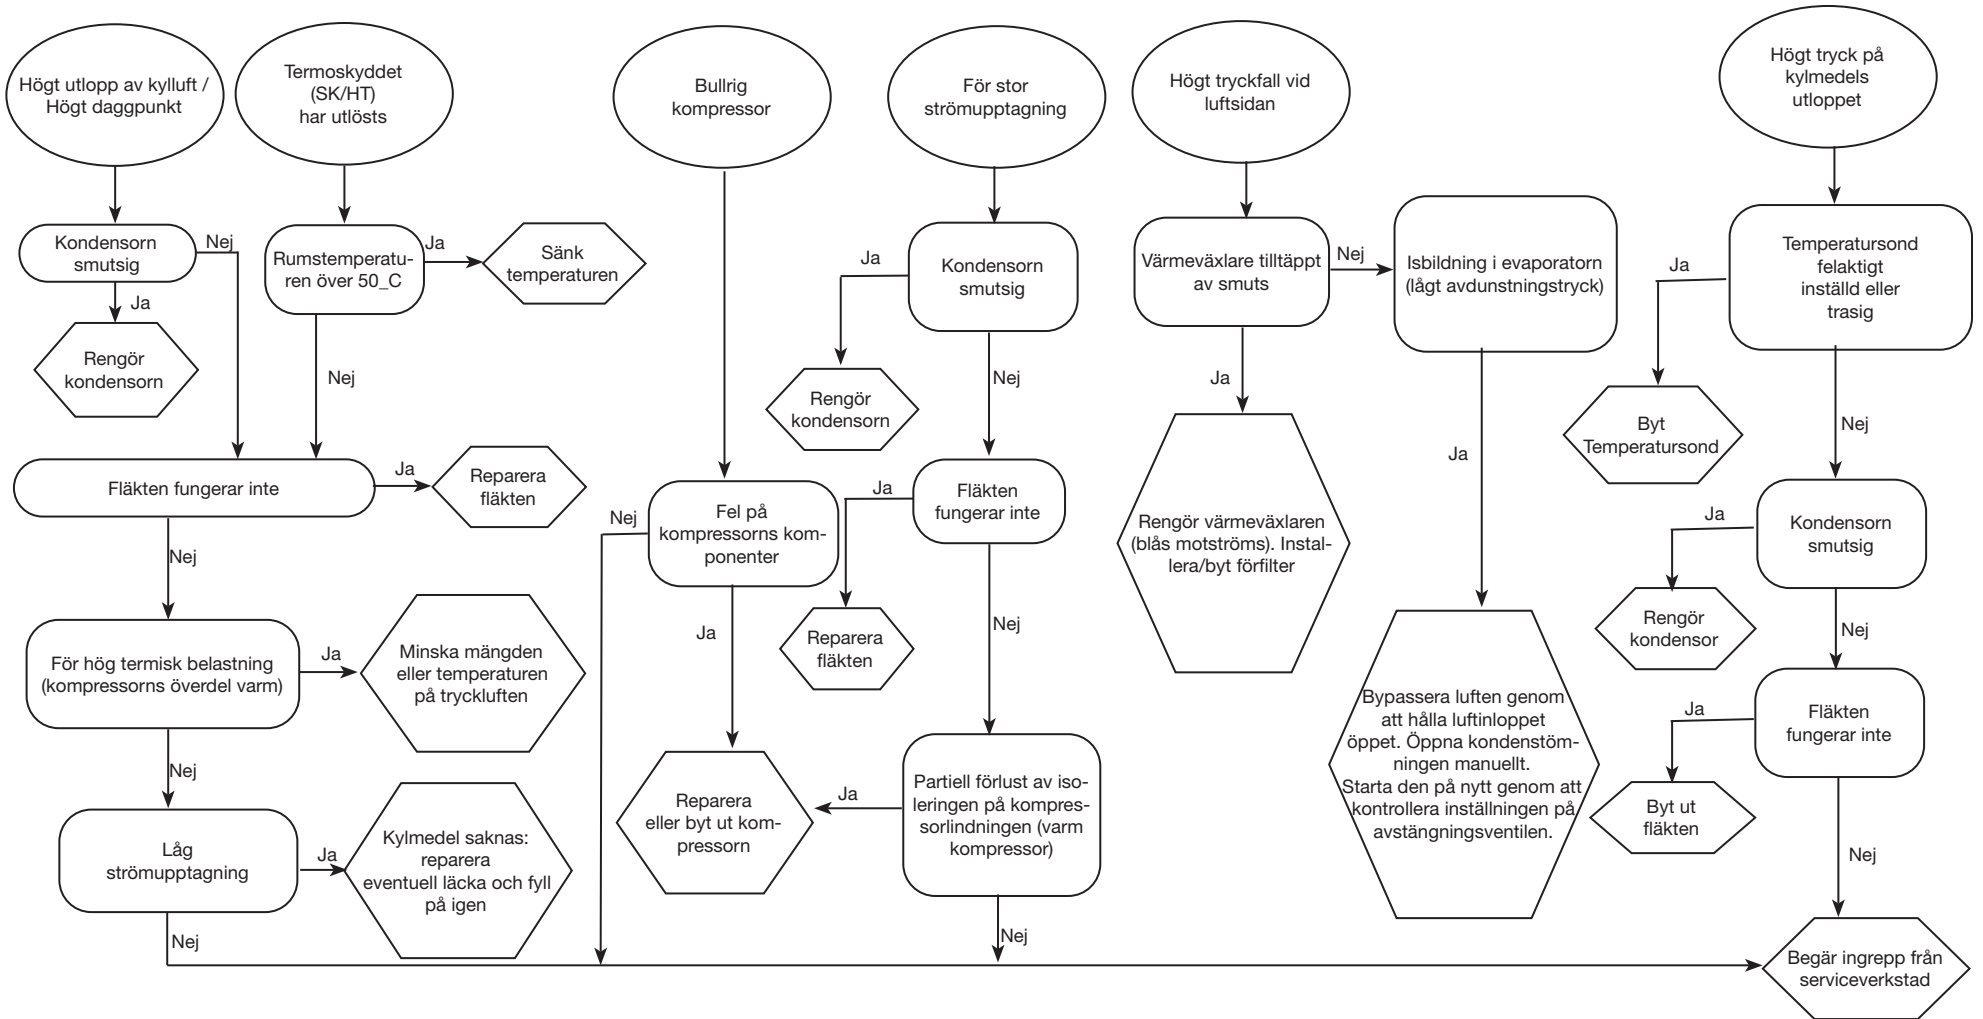 Högt utlopp av kylluft /
Högt daggpunkt
Termoskyddet
(SK/HT)
har utlösts
Bullrig
kompressor
För stor
strömupptagning
Högt tryckfall vid
luftsidan
Högt tryck på
kylmedels
utloppet
Kondensorn
smutsig
Nej
Ja
Rengör
kondensorn
Rumstemperatu-
ren över 50_C
Ja
Sänk
temperaturen
Nej
Fläkten fungerar inte
Ja
Reparera
fläkten
Nej
För hög termisk belastning
(kompressorns överdel varm)
Ja
Minska mängden
eller temperaturen
på tryckluften
Nej
Låg
strömupptagning
Ja
Kylmedel saknas:
reparera
eventuell läcka och fyll
på igen
Nej
Fel på
kompressorns kom-
ponenter
Nej
Ja
Reparera
eller byt ut kom-
pressorn
Kondensorn
smutsig
Ja
Rengör
kondensorn
Nej
Fläkten
fungerar inte
Ja
Reparera
fläkten
Nej
Partiell förlust av iso-
leringen på kompres-
sorlindningen (varm
kompressor)
Ja
Nej
Värmeväxlare tilltäppt
av smuts
Nej
Ja
Rengör värmeväxlaren
(blås motströms). Instal-
lera/byt förfilter
Isbildning i evaporatorn
(lågt avdunstningstryck)
Ja
Bypassera luften genom
att hålla luftinloppet
öppet. Öppna kondenstöm-
ningen manuellt.
Starta den på nytt genom att
kontrollera inställningen på
avstängningsventilen.
Temperatursond
felaktigt
inställd eller
trasig
Ja
Byt
Temperatursond
Nej
Kondensorn
smutsig
Ja
Rengör
kondensor
Nej
Fläkten
fungerar inte
Ja
Byt ut
fläkten
Nej
Begär ingrepp från
serviceverkstad